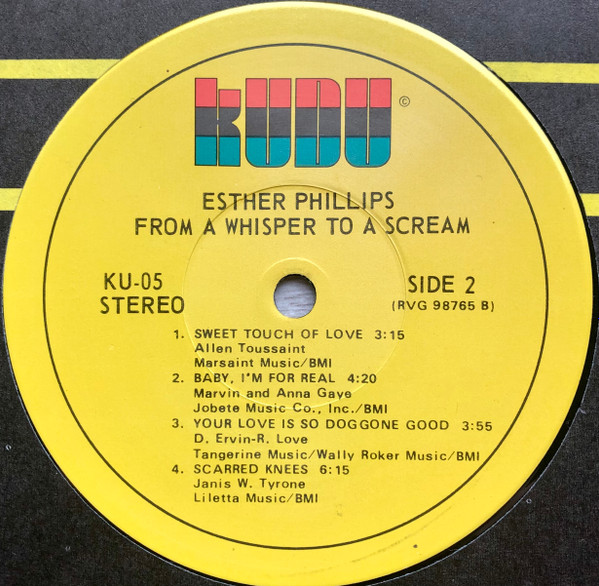 KUDU ©
ESTHER PHILLIPS
FROM A WHISPER TO A SCREAM
KU-05
STEREO
SIDE 2
(RVG 98765 B)
1. SWEET TOUCH OF LOVE 3:15
Allen Toussaint
Marsaint Music/BMI
2. BABY, I'M FOR REAL 4:20
Marvin and Anna Gaye
Jobete Music Co., Inc./BMI
3. YOUR LOVE IS SO DOGGONE GOOD 3:55
D. Ervin-R. Love
Tangerine Music/Wally Roker Music/BMI
4. SCARRED KNEES 6:15
Janis W. Tyrone
Liletta Music/BMI